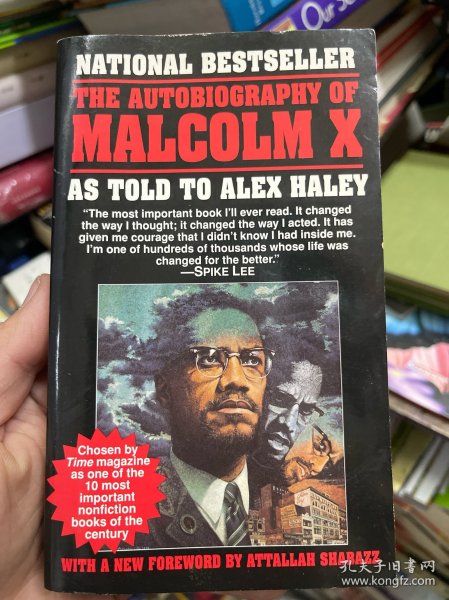 NATIONAL BESTSELLER
THE AUTOBIOGRAPHY OF
MALCOLM X
AS TOLD TO ALEX HALEY
"The most important book I'll ever read. It changed
the way I thought; it changed the way I acted. It has
given me courage that I didn't know I had inside me.
I'm one of hundreds of thousands whose life was
changed for the better."
—SPIKE LEE
Chosen by
Time magazine
as one of the
10 most
important
nonfiction
books of the
century
WITH A NEW FOREWORD BY ATTALLAH SHABAZZ
孔夫子旧书网
www.kongfz.com